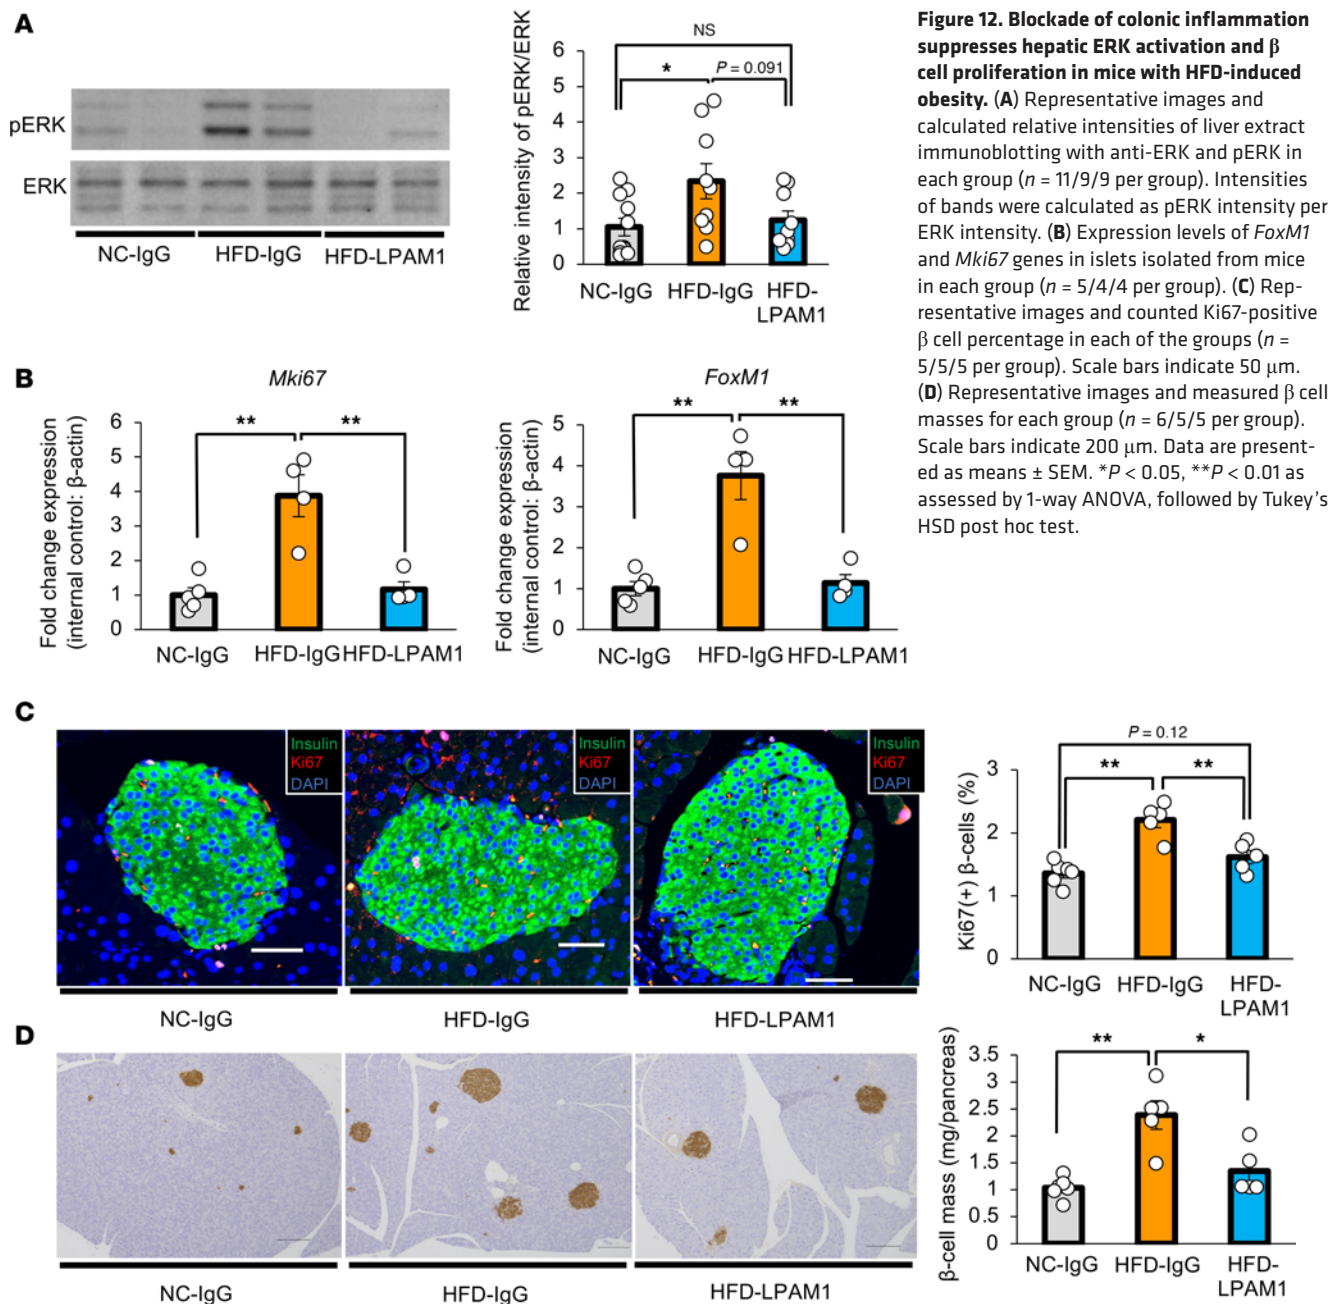 A
pERK
ERK
NC-IgG
HFD-IgG
HFD-LPAM1
Relative intensity of pERK/ERK
6
5
4
3
2
1
0
NS
*
P = 0.091
NC-IgG
HFD-IgG
HFD-
LPAM1
Figure 12. Blockade of colonic inflammation
suppresses hepatic ERK activation and β
cell proliferation in mice with HFD-induced
obesity. (A) Representative images and
calculated relative intensities of liver extract
immunoblotting with anti-ERK and pERK in
each group (n = 11/9/9 per group). Intensities
of bands were calculated as pERK intensity per
ERK intensity. (B) Expression levels of FoxM1
and Mki67 genes in islets isolated from mice
in each group (n = 5/4/4 per group). (C) Rep-
resentative images and counted Ki67-positive
β cell percentage in each of the groups (n =
5/5/5 per group). Scale bars indicate 50 μm.
(D) Representative images and measured β cell
masses for each group (n = 6/5/5 per group).
Scale bars indicate 200 μm. Data are present-
ed as means ± SEM. *P < 0.05, **P < 0.01 as
assessed by 1-way ANOVA, followed by Tukey's
HSD post hoc test.
B
Mki67
Fold change expression
(internal control: β-actin)
6
5
4
3
2
1
0
**
**
NC-IgG
HFD-IgG
HFD-LPAM1
FoxM1
Fold change expression
(internal control: β-actin)
5
4
3
2
1
0
**
**
NC-IgG
HFD-IgG
HFD-LPAM1
C
Insulin
Ki67
DAPI
Insulin
Ki67
DAPI
Insulin
Ki67
DAPI
NC-IgG
HFD-IgG
HFD-LPAM1
Ki67(+) β-cells (%)
3
2
1
0
P = 0.12
**
**
NC-IgG
HFD-IgG
HFD-
LPAM1
D
NC-IgG
HFD-IgG
HFD-LPAM1
β-cell mass (mg/pancreas)
3.5
3
2.5
2
1.5
1
0.5
0
**
*
NC-IgG
HFD-IgG
HFD-
LPAM1